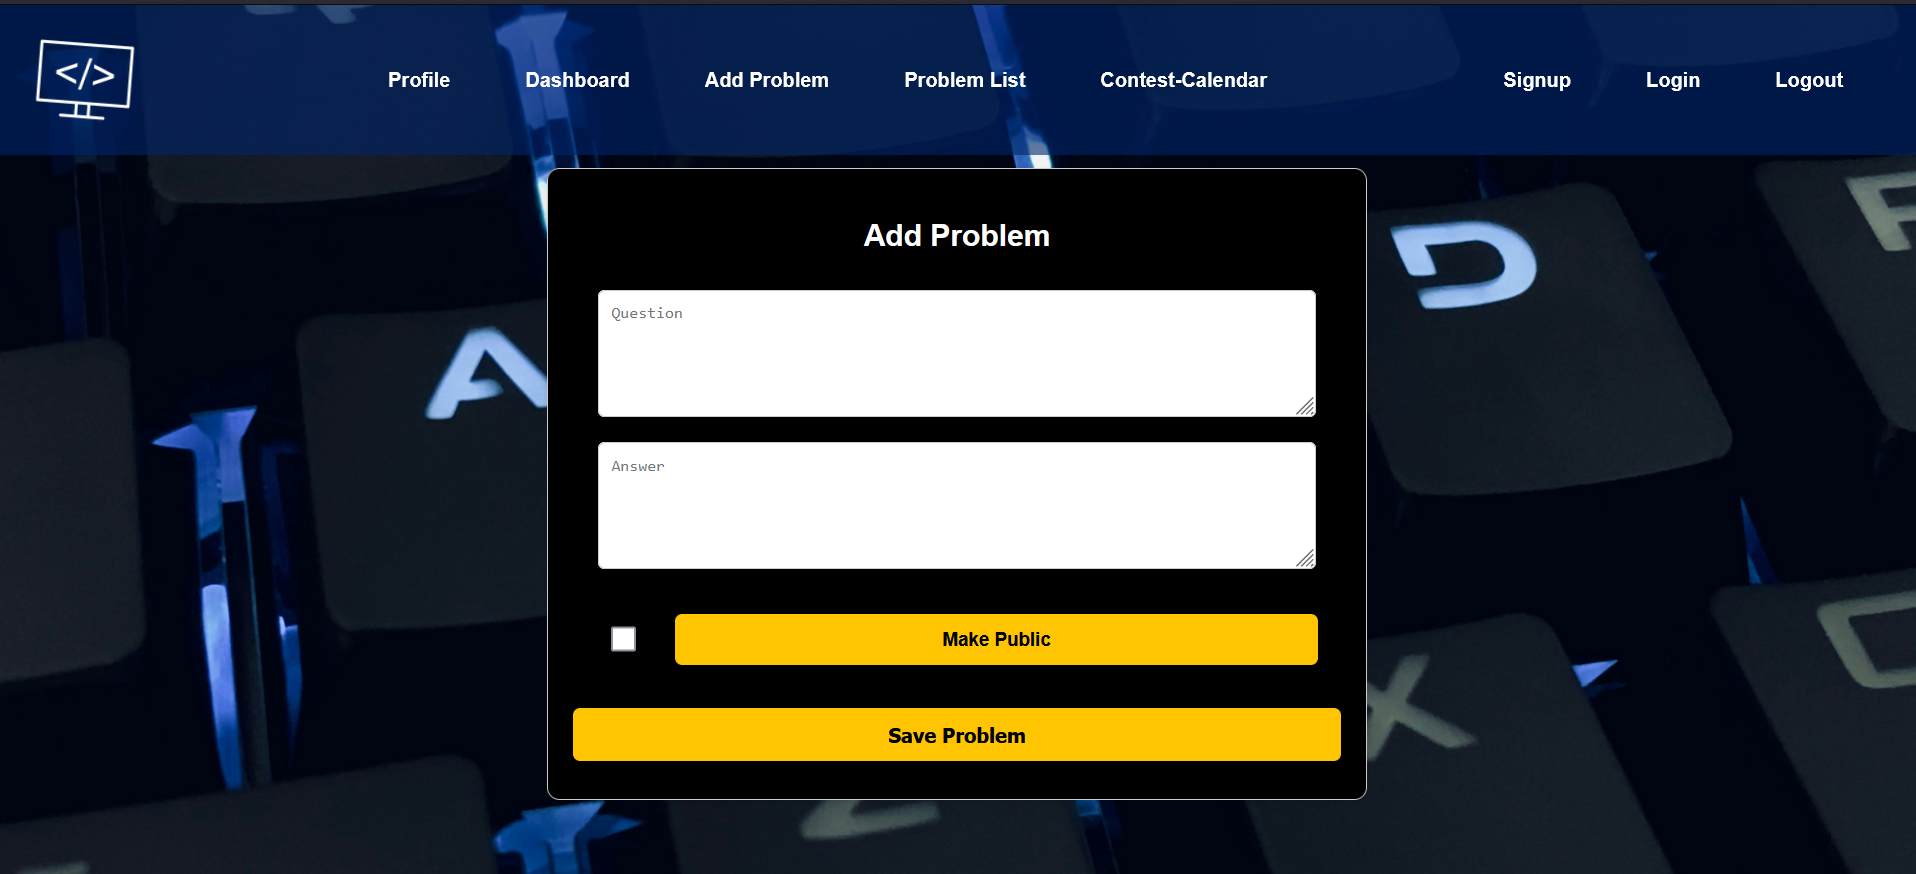 </>
Profile Dashboard Add Problem Problem List Contest-Calendar Signup Login Logout
Add Problem
D
A
Question
Answer
Make Public
X
Save Problem